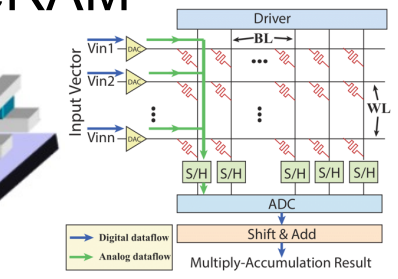 Driver
BL
Vin1
DAC
Vin2
DAC
WL
Input Vector
Vinn
DAC
S/H S/H S/H S/H S/H
ADC
Shift & Add
Digital dataflow
Analog dataflow
Multiply-Accumulation Result